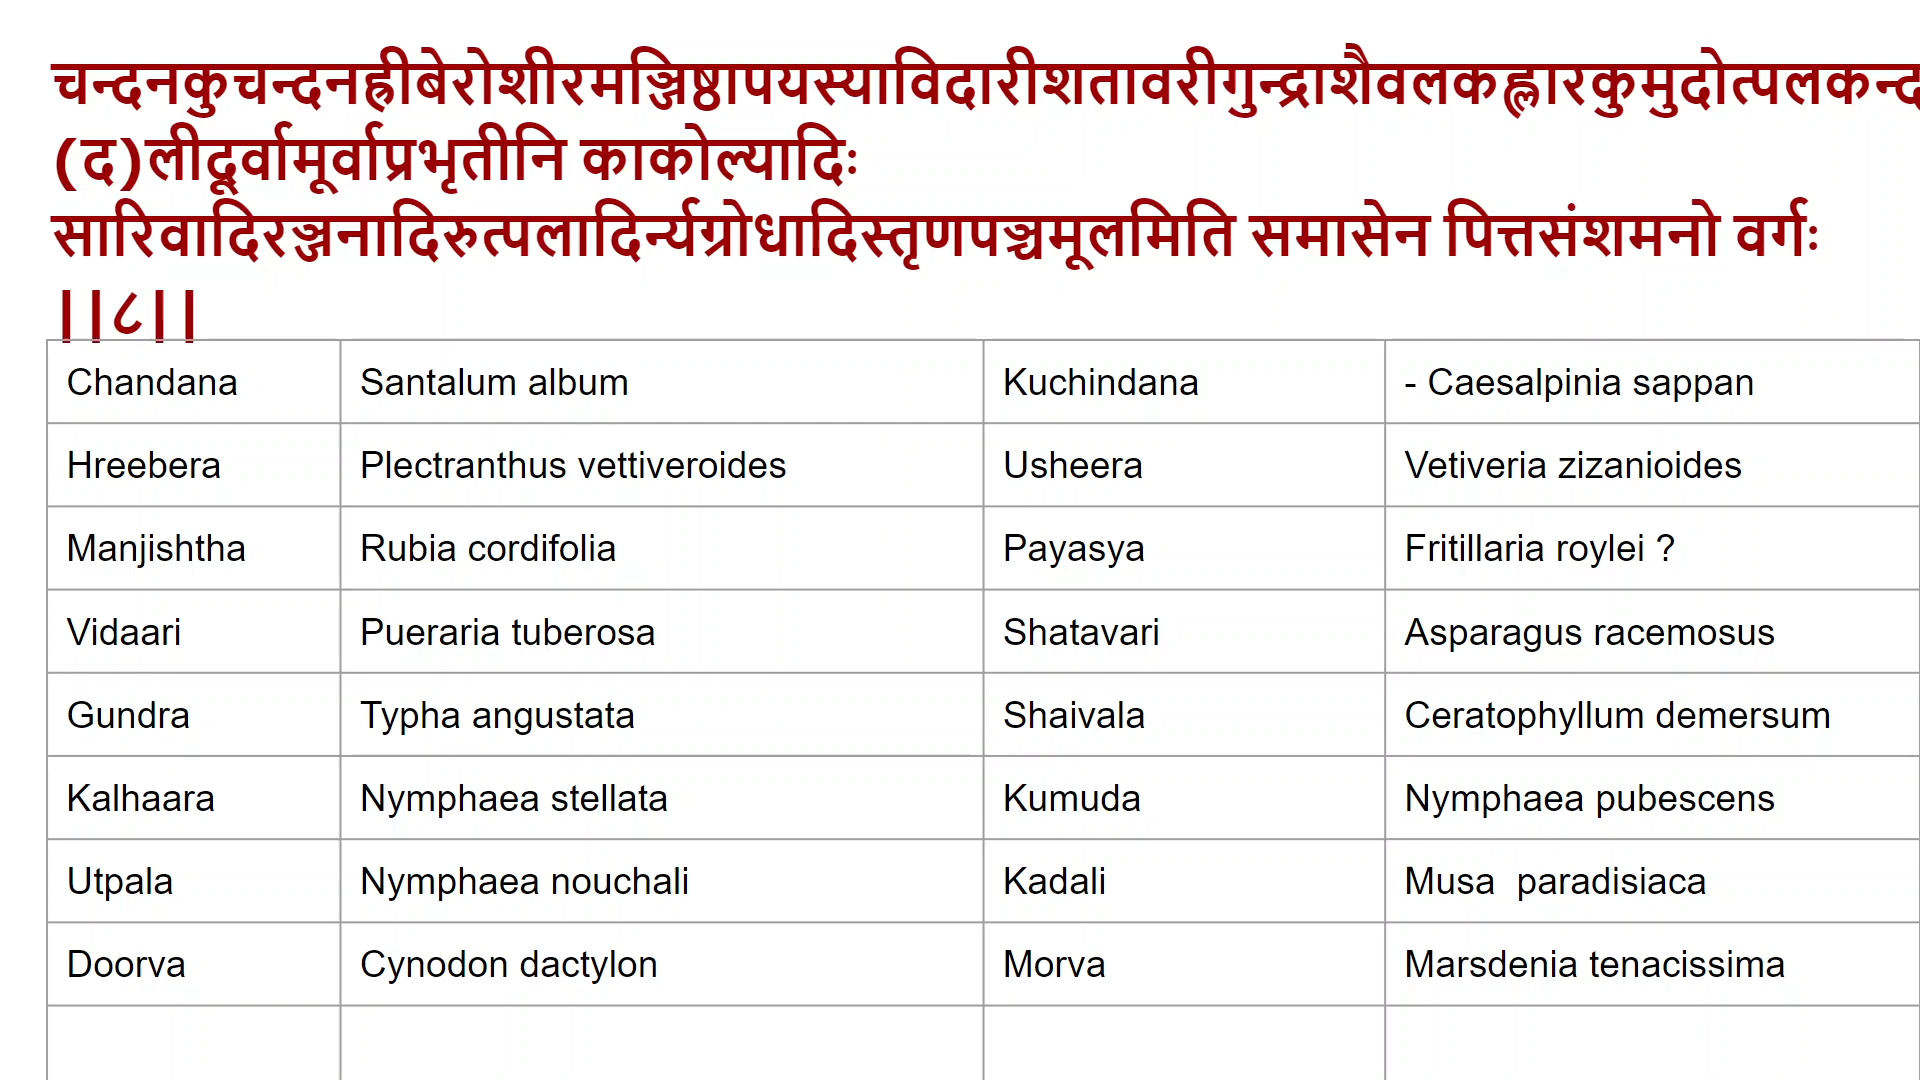 चन्दनकुचन्दनह्रीबेरोशीरमञ्जिष्ठापयस्याविदारीशतावरीगुन्द्राशैवलकह्लारकुमुदोत्पलकन्द
(द)लीदूर्वामूर्वाप्रभृतीनि काकोल्यादिः
सारिवादिरञ्जनादिरुत्पलादिर्न्यग्रोधादिस्तृणपञ्चमूलमिति समासेन पित्तसंशमनो वर्गः
||८||
Chandana Santalum album Kuchindana - Caesalpinia sappan
Hreebera Plectranthus vettiveroides Usheera Vetiveria zizanioides
Manjishtha Rubia cordifolia Payasya Fritillaria roylei ?
Vidaari Pueraria tuberosa Shatavari Asparagus racemosus
Gundra Typha angustata Shaivala Ceratophyllum demersum
Kalhaara Nymphaea stellata Kumuda Nymphaea pubescens
Utpala Nymphaea nouchali Kadali Musa  paradisiaca
Doorva Cynodon dactylon Morva Marsdenia tenacissima